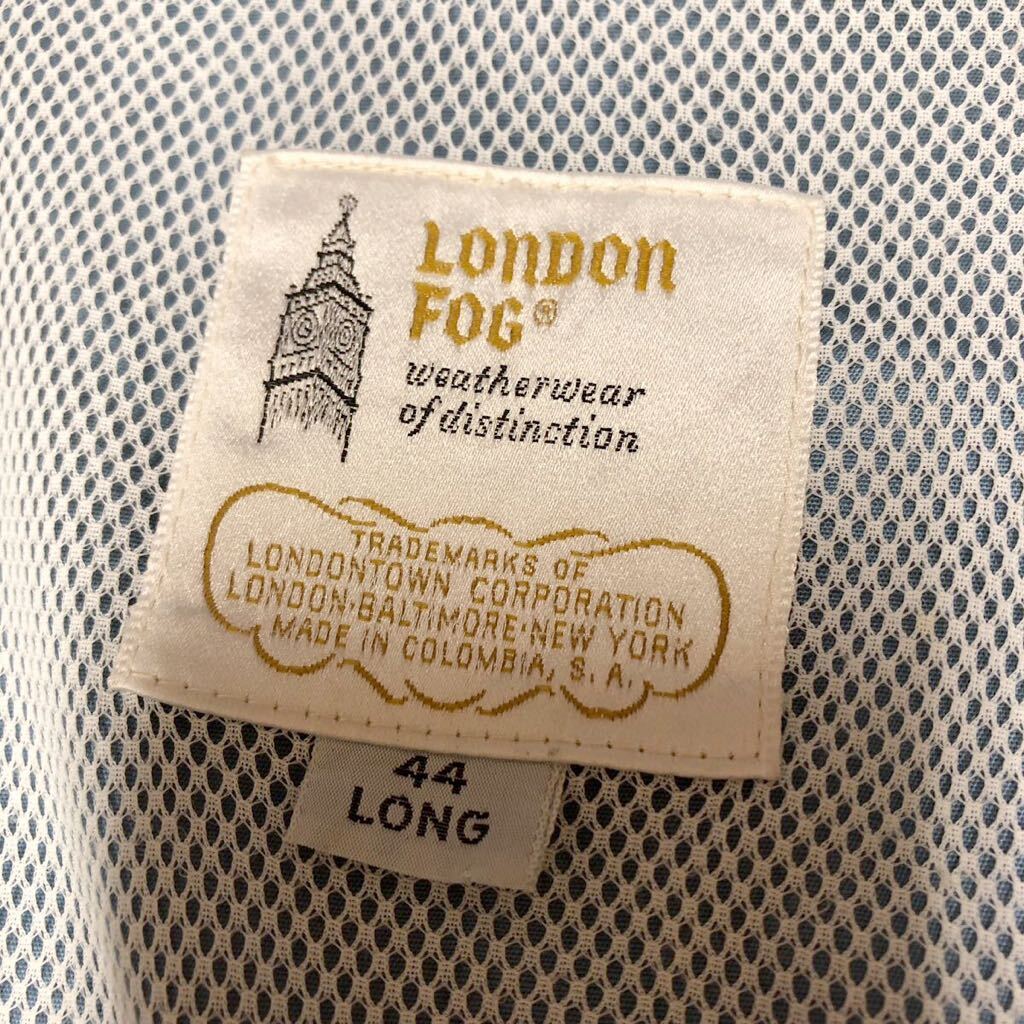 LONDON
FOG®
weatherwear
of distinction
TRADEMARKS OF
LONDONTOWN CORPORATION
LONDON·BALTIMORE·NEW YORK
MADE IN COLOMBIA, S. A.
44
LONG